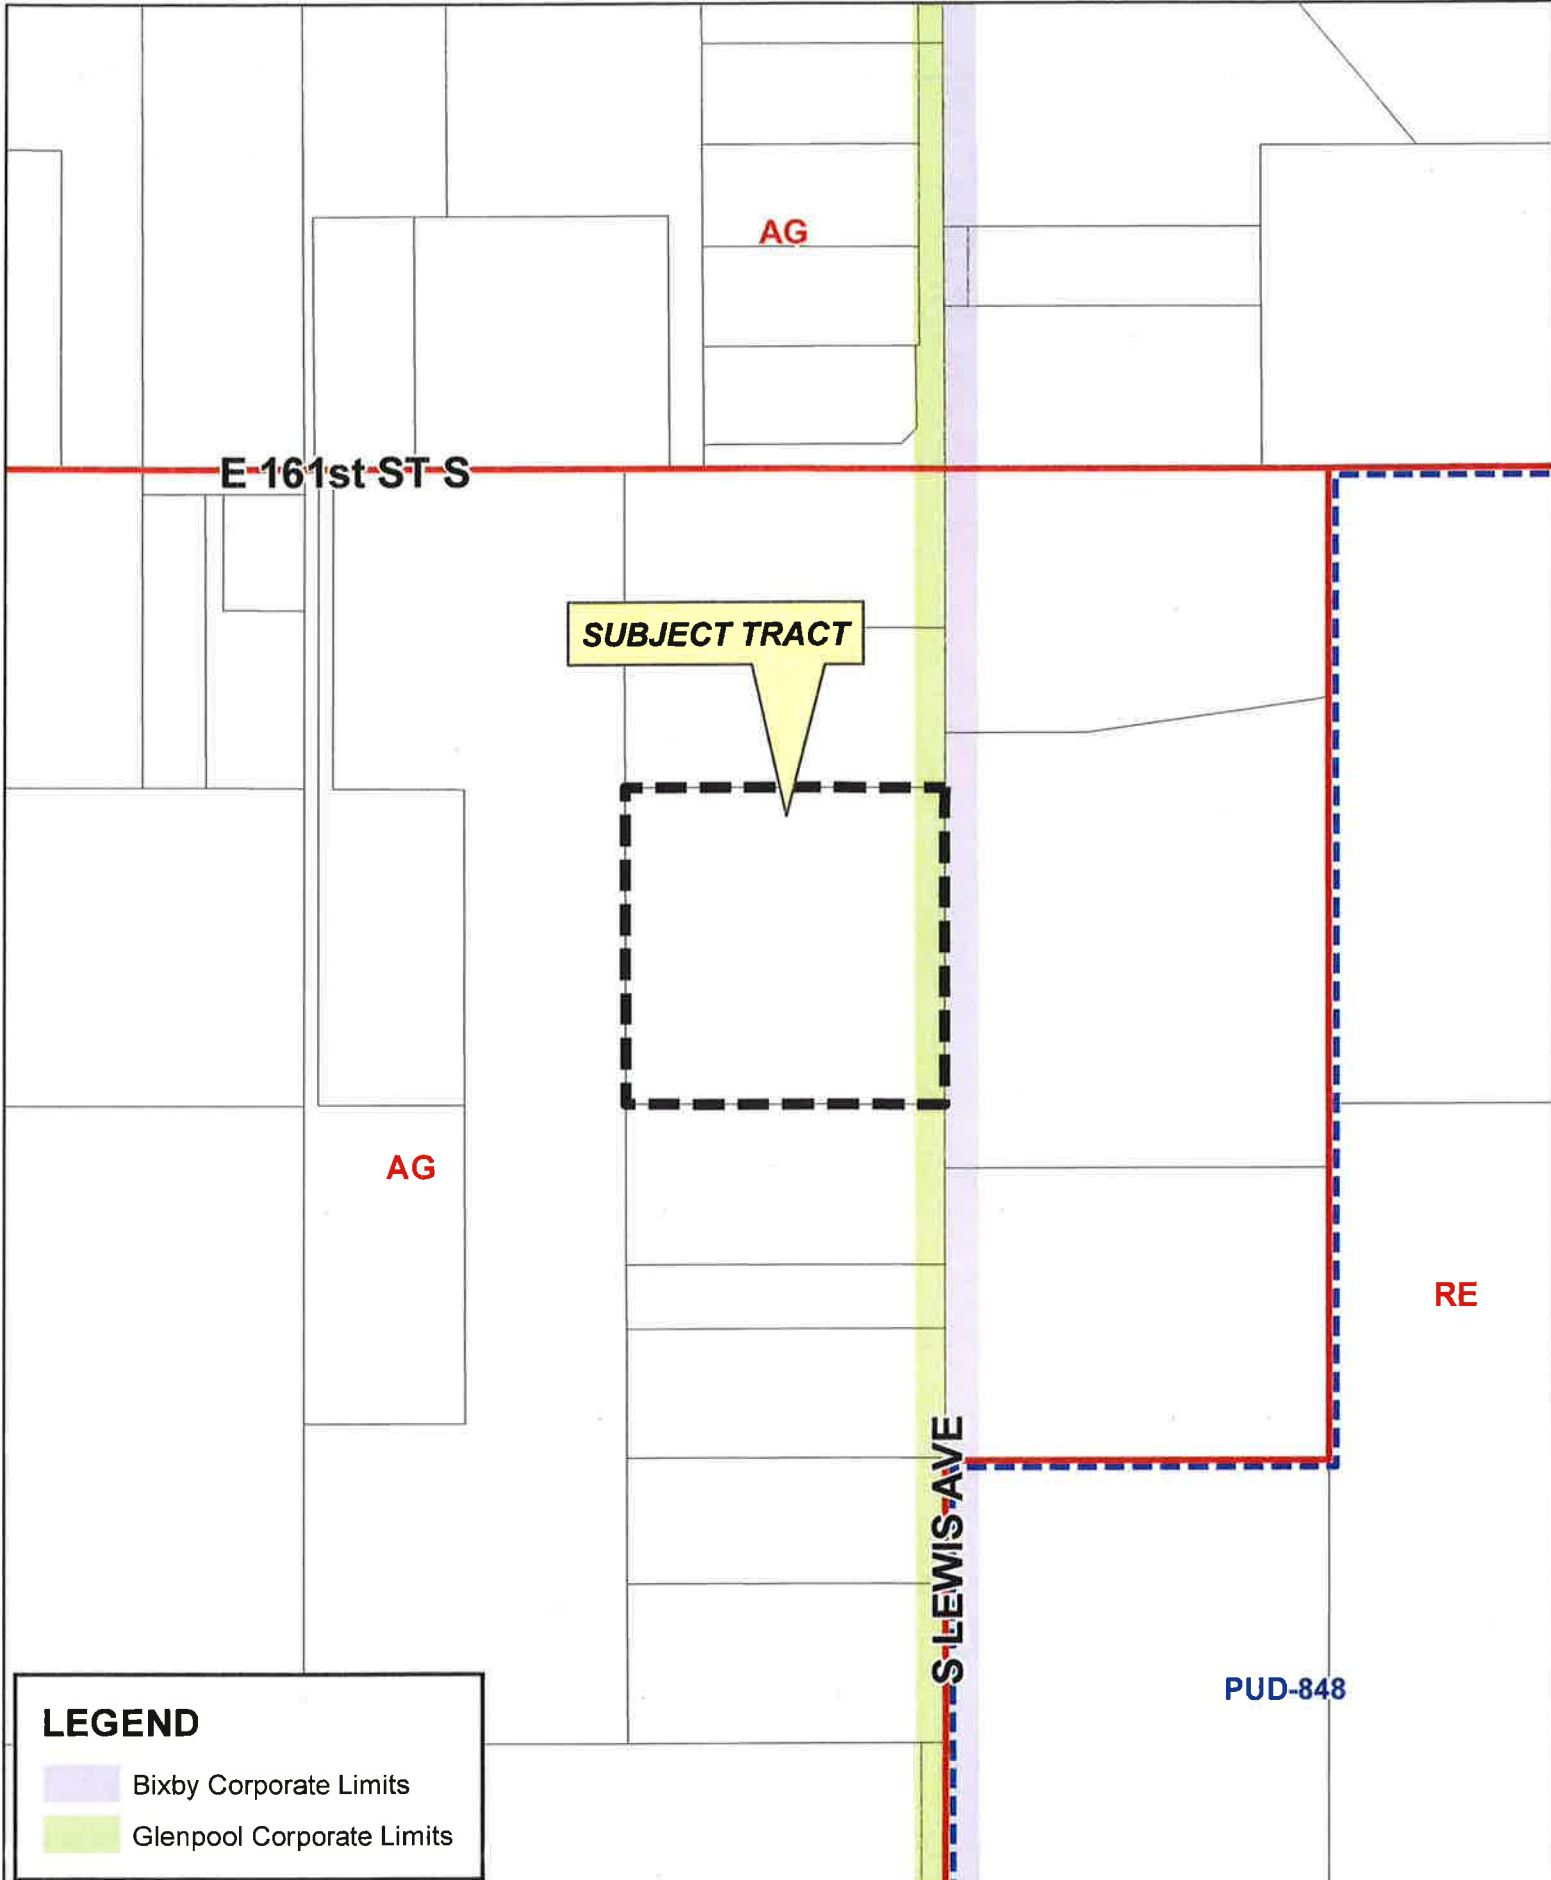 AG
E 161st ST S
SUBJECT TRACT
AG
RE
S LEWIS AVE
PUD-848
LEGEND
Bixby Corporate Limits
Glenpool Corporate Limits